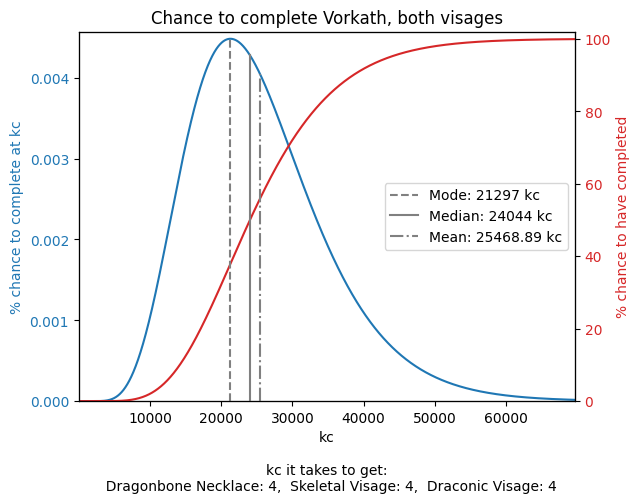 Chance to complete Vorkath, both visages
% chance to complete at kc
0.004
0.003
0.002
0.001
0.000
100
80
60
40
20
0
% chance to have completed
Mode: 21297 kc
Median: 24044 kc
Mean: 25468.89 kc
10000 20000 30000 40000 50000 60000
kc
kc it takes to get:
Dragonbone Necklace: 4, Skeletal Visage: 4, Draconic Visage: 4